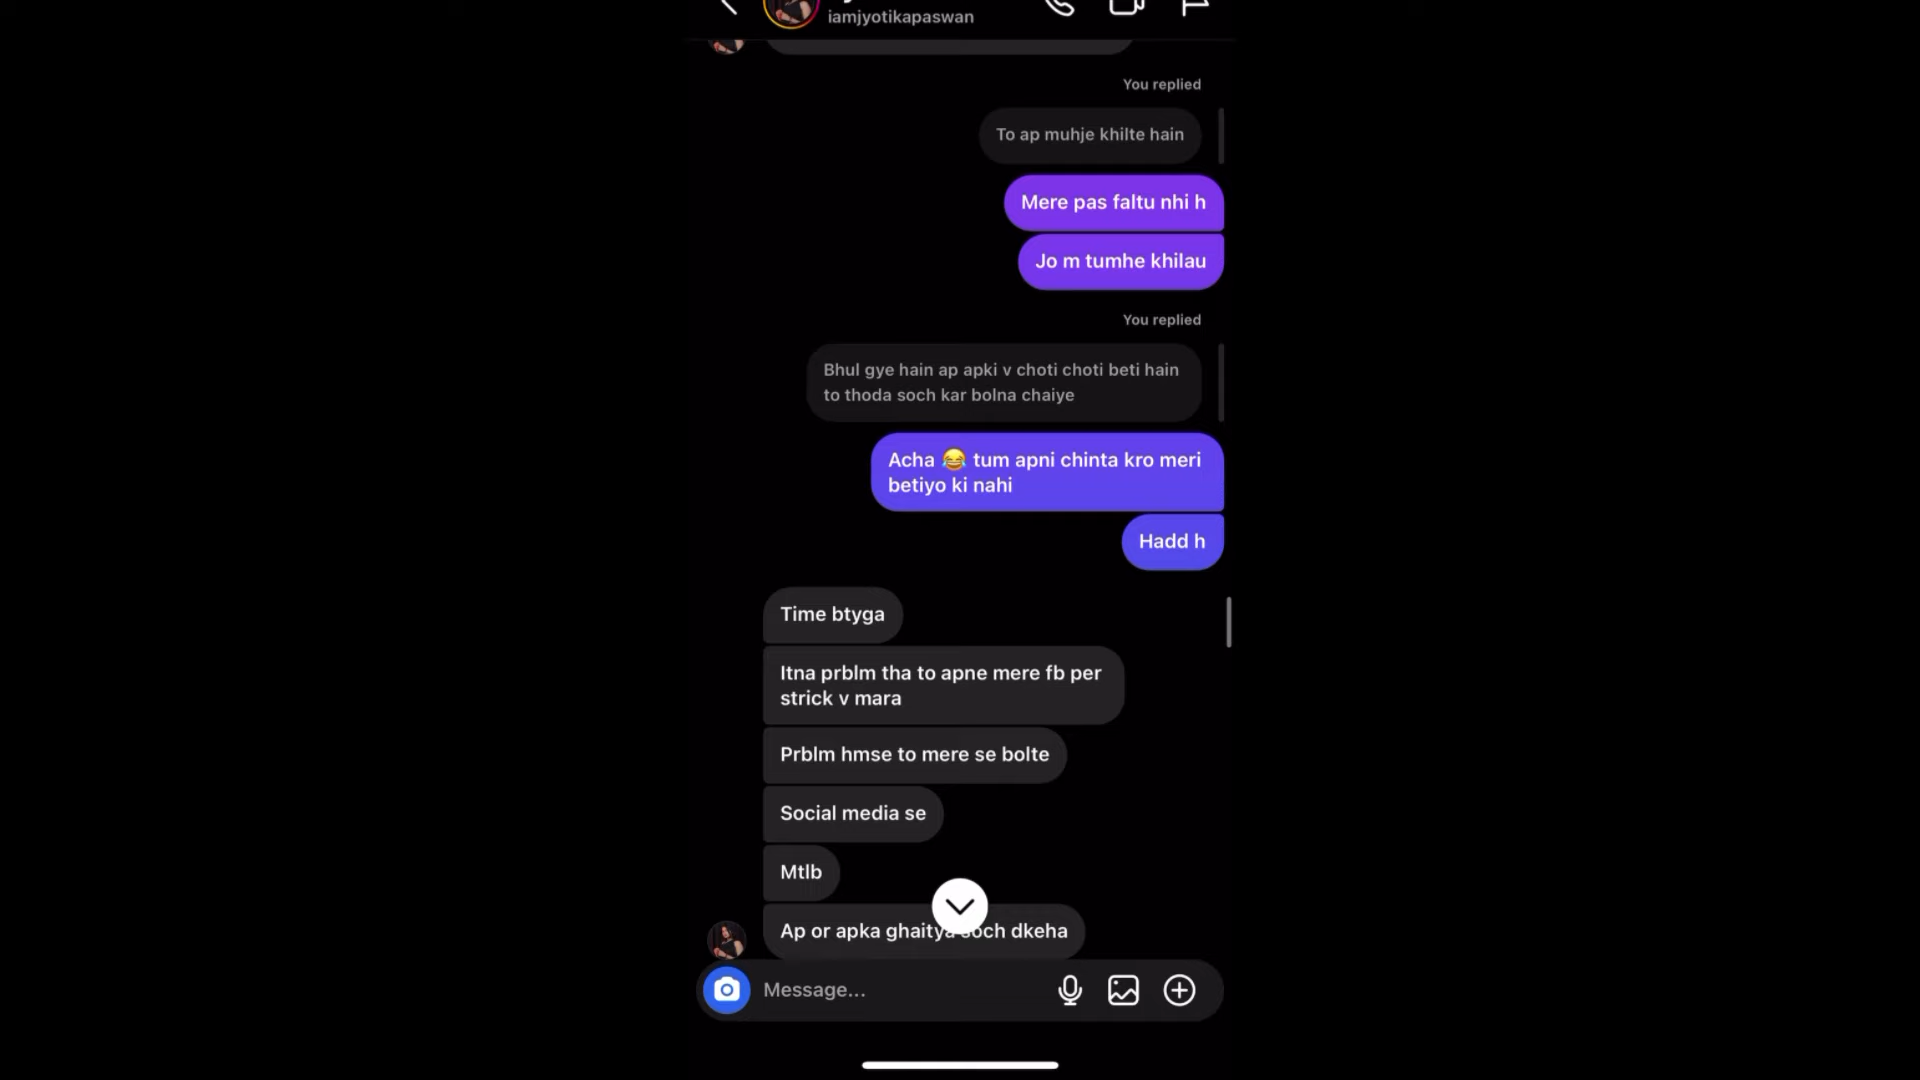 iamjyotikapaswan
You replied
To ap muhje khilte hain
Mere pas faltu nhi h
Jo m tumhe khilau
You replied
Bhul gye hain ap apki v choti choti beti hain
to thoda soch kar bolna chaiye
Acha 😂 tum apni chinta kro meri
betiyo ki nahi
Hadd h
Time btyga
Itna prblm tha to apne mere fb per
strick v mara
Prblm hmse to mere se bolte
Social media se
Mtlb
Ap or apka ghaitya soch dkeha
Message...